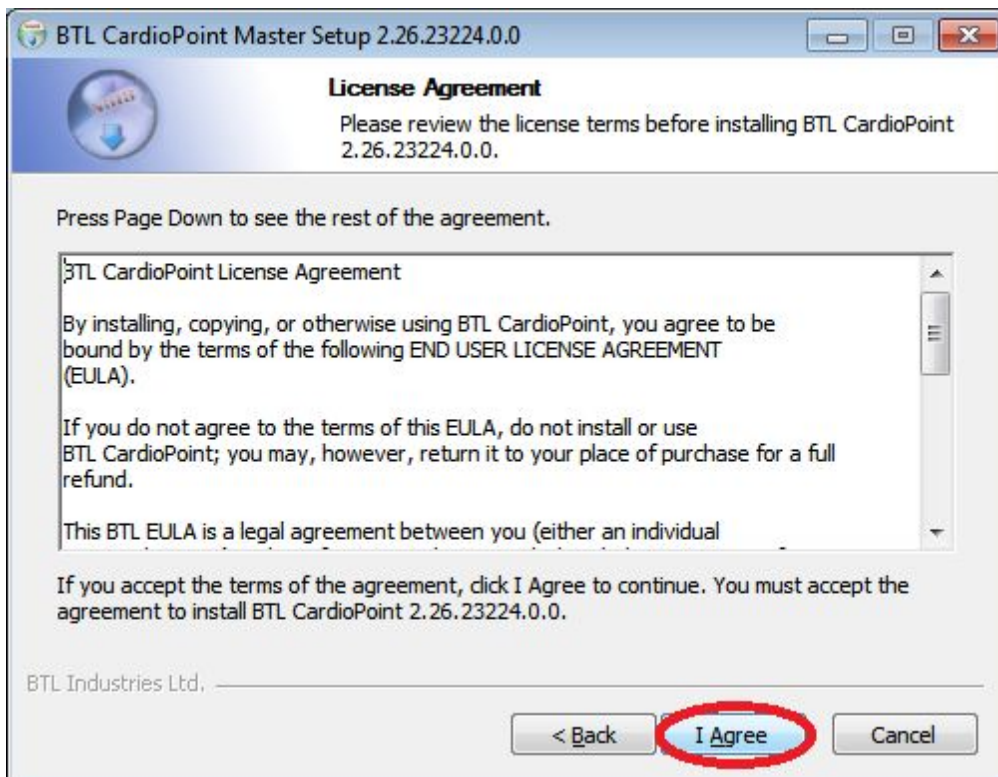 BTL CardioPoint Master Setup 2.26.23224.0.0
License Agreement
Please review the license terms before installing BTL CardioPoint
2.26.23224.0.0.
Press Page Down to see the rest of the agreement.
BTL CardioPoint License Agreement
By installing, copying, or otherwise using BTL CardioPoint, you agree to be
bound by the terms of the following END USER LICENSE AGREEMENT
(EULA).
If you do not agree to the terms of this EULA, do not install or use
BTL CardioPoint; you may, however, return it to your place of purchase for a full
refund.
This BTL EULA is a legal agreement between you (either an individual
If you accept the terms of the agreement, click I Agree to continue. You must accept the
agreement to install BTL CardioPoint 2.26.23224.0.0.
BTL Industries Ltd.
< Back
I Agree
Cancel